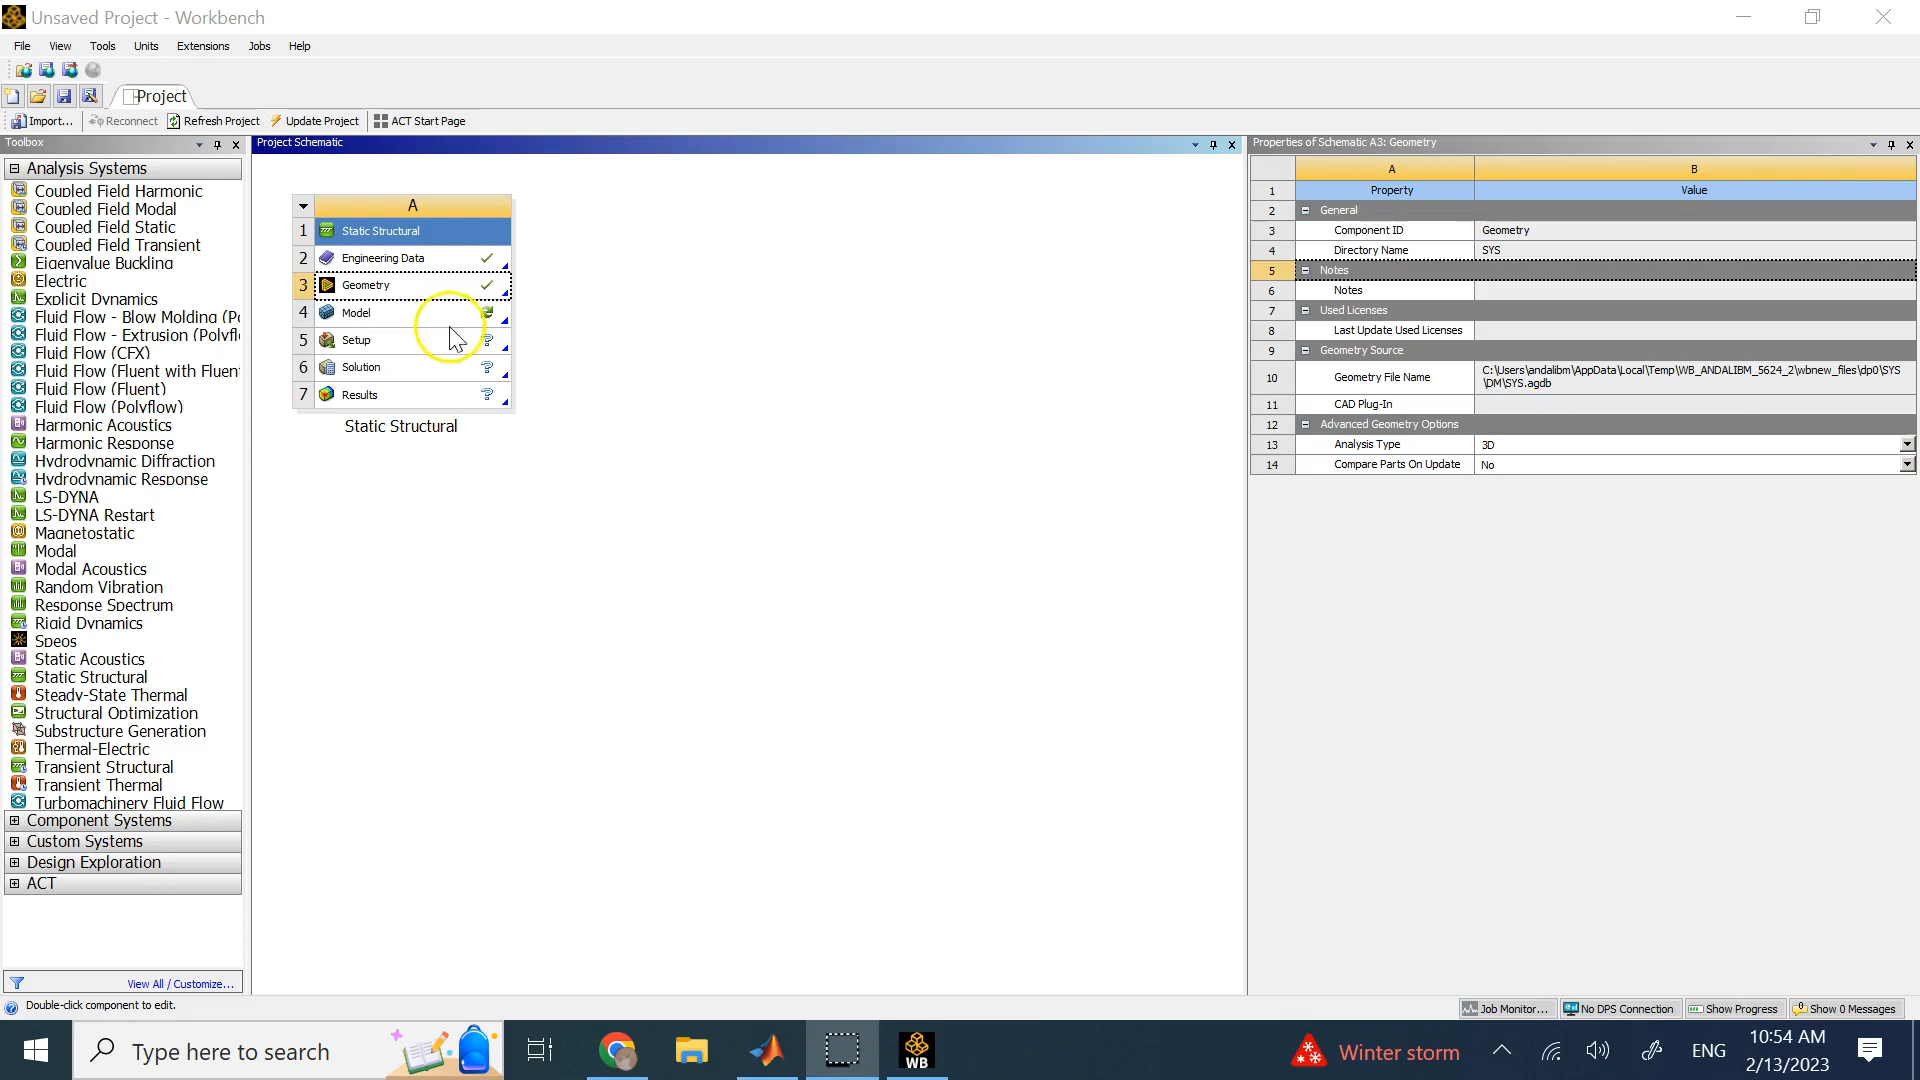 Unsaved Project - Workbench
File View Tools Units Extensions Jobs Help
Project
Import... Reconnect Refresh Project Update Project ACT Start Page
Toolbox
Analysis Systems
Coupled Field Harmonic
Coupled Field Modal
Coupled Field Static
Coupled Field Transient
Eigenvalue Buckling
Electric
Explicit Dynamics
Fluid Flow - Blow Molding (Po
Fluid Flow - Extrusion (Polyfl
Fluid Flow (CFX)
Fluid Flow (Fluent with Fluen
Fluid Flow (Fluent)
Fluid Flow (Polyflow)
Harmonic Acoustics
Harmonic Response
Hydrodynamic Diffraction
Hydrodynamic Response
LS-DYNA
LS-DYNA Restart
Magnetostatic
Modal
Modal Acoustics
Random Vibration
Response Spectrum
Rigid Dynamics
Speos
Static Acoustics
Static Structural
Steady-State Thermal
Structural Optimization
Substructure Generation
Thermal-Electric
Transient Structural
Transient Thermal
Turbomachinery Fluid Flow
Component Systems
Custom Systems
Design Exploration
ACT
View All / Customize...
Project Schematic
A
1 Static Structural
2 Engineering Data
3 Geometry
4 Model
5 Setup
6 Solution
7 Results
Static Structural
Properties of Schematic A3: Geometry
A B
1 Property Value
2 General
3 Component ID Geometry
4 Directory Name SYS
5 Notes
6 Notes
7 Used Licenses
8 Last Update Used Licenses
9 Geometry Source
10 Geometry File Name C:\Users\andalibm\AppData\Local\Temp\WB_ANDALIBM_5624_2\wbnew_files\dp0\SYS
\DM\SYS.agdb
11 CAD Plug-In
12 Advanced Geometry Options
13 Analysis Type 3D
14 Compare Parts On Update No
Double-click component to edit.
Job Monitor... No DPS Connection Show Progress Show 0 Messages
Type here to search
WB
Winter storm
ENG
10:54 AM
2/13/2023